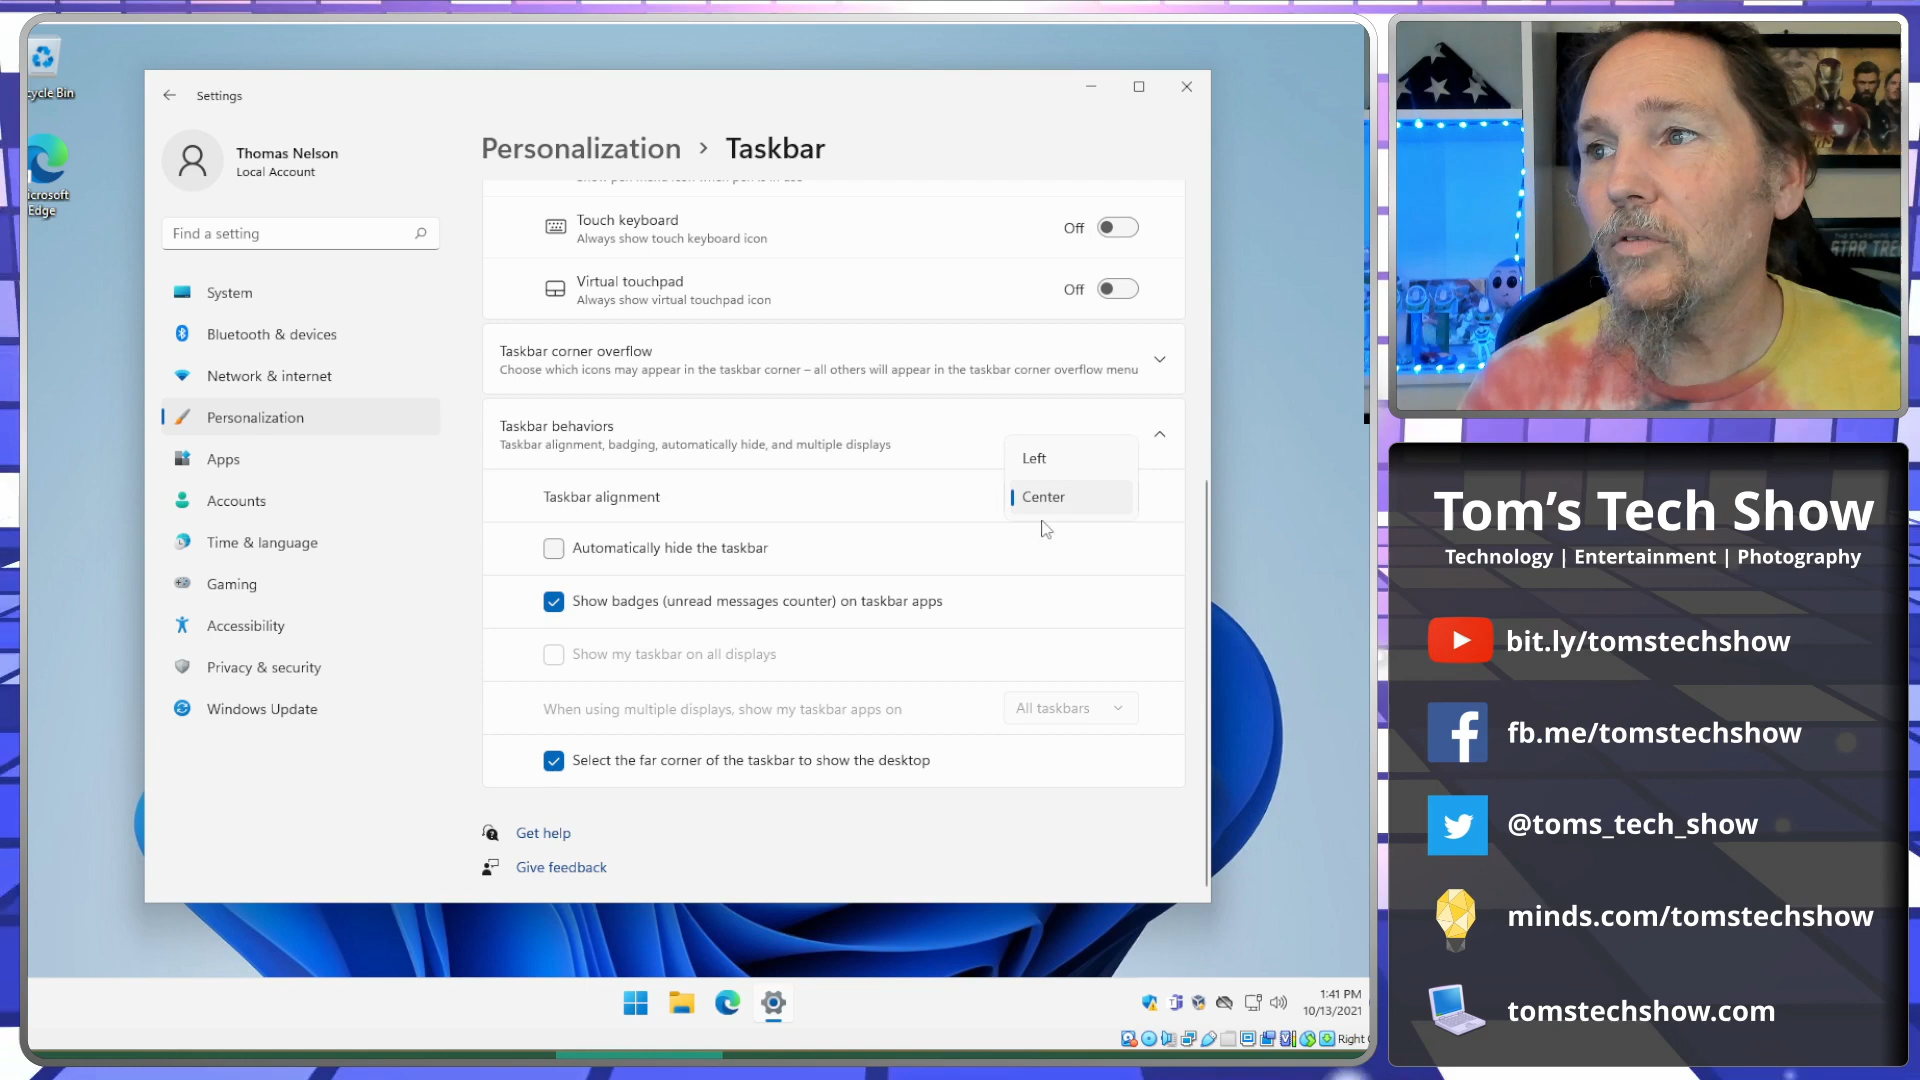 Recycle Bin
Microsoft
Edge
Settings
Thomas Nelson
Local Account
Find a setting
System
Bluetooth & devices
Network & internet
Personalization
Apps
Accounts
Time & language
Gaming
Accessibility
Privacy & security
Windows Update
Personalization > Taskbar
Touch keyboard
Always show touch keyboard icon
Off
Virtual touchpad
Always show virtual touchpad icon
Off
Taskbar corner overflow
Choose which icons may appear in the taskbar corner – all others will appear in the taskbar corner overflow menu
Taskbar behaviors
Taskbar alignment, badging, automatically hide, and multiple displays
Left
Taskbar alignment
Center
Automatically hide the taskbar
Show badges (unread messages counter) on taskbar apps
Show my taskbar on all displays
When using multiple displays, show my taskbar apps on
All taskbars
Select the far corner of the taskbar to show the desktop
Get help
Give feedback
1:41 PM
10/13/2021
Right
STAR TRE
Tom's Tech Show
Technology | Entertainment | Photography
bit.ly/tomstechshow
fb.me/tomstechshow
@toms_tech_show
minds.com/tomstechshow
tomstechshow.com